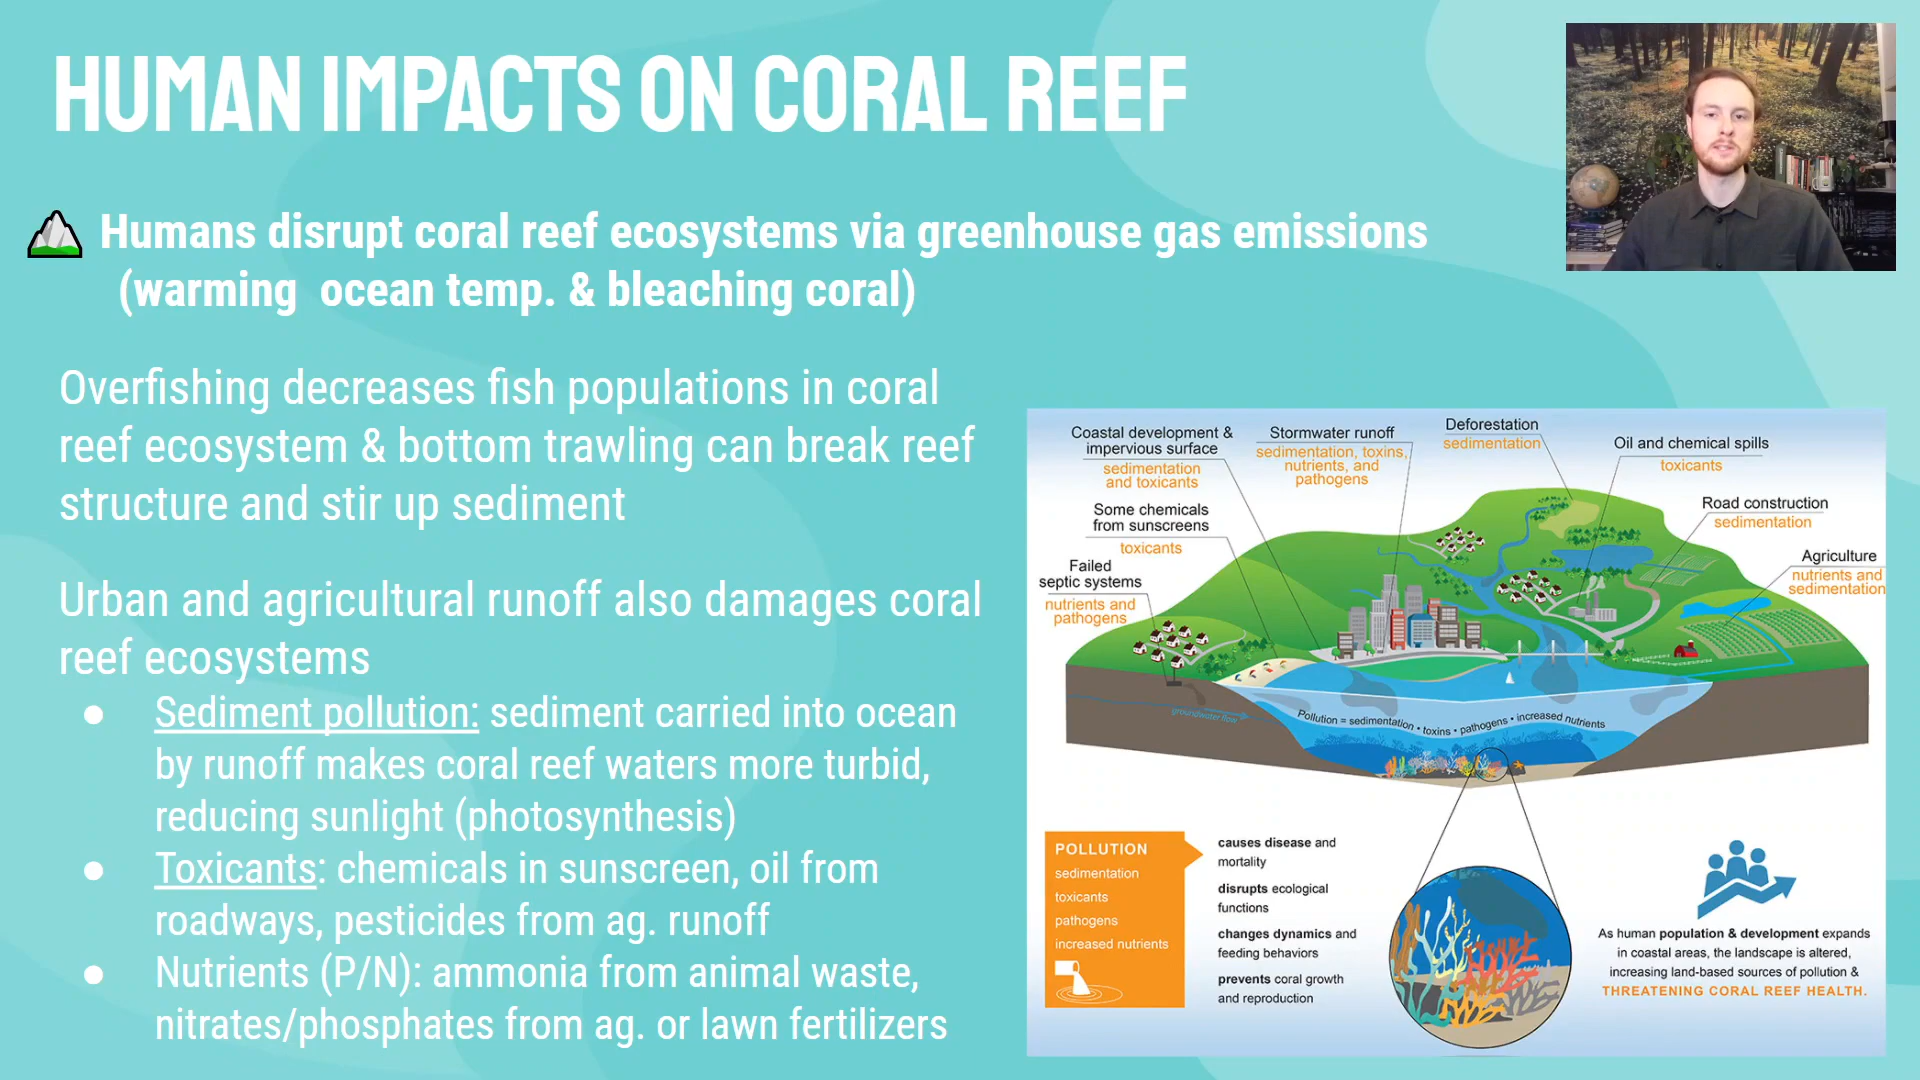 HUMAN IMPACTS ON CORAL REEF
Humans disrupt coral reef ecosystems via greenhouse gas emissions
(warming ocean temp. & bleaching coral)
Overfishing decreases fish populations in coral
reef ecosystem & bottom trawling can break reef
structure and stir up sediment
Urban and agricultural runoff also damages coral
reef ecosystems
● Sediment pollution: sediment carried into ocean
by runoff makes coral reef waters more turbid,
reducing sunlight (photosynthesis)
● Toxicants: chemicals in sunscreen, oil from
roadways, pesticides from ag. runoff
● Nutrients (P/N): ammonia from animal waste,
nitrates/phosphates from ag. or lawn fertilizers
Coastal development &
impervious surface
sedimentation
and toxicants
Stormwater runoff
sedimentation, toxins,
nutrients, and
pathogens
Deforestation
sedimentation
Oil and chemical spills
toxicants
Some chemicals
from sunscreens
toxicants
Road construction
sedimentation
Failed
septic systems
nutrients and
pathogens
Agriculture
nutrients and
sedimentation
groundwater flow
Pollution = sedimentation • toxins • pathogens • increased nutrients
POLLUTION
sedimentation
toxicants
pathogens
increased nutrients
causes disease and
mortality
disrupts ecological
functions
changes dynamics and
feeding behaviors
prevents coral growth
and reproduction
As human population & development expands
in coastal areas, the landscape is altered,
increasing land-based sources of pollution &
THREATENING CORAL REEF HEALTH.